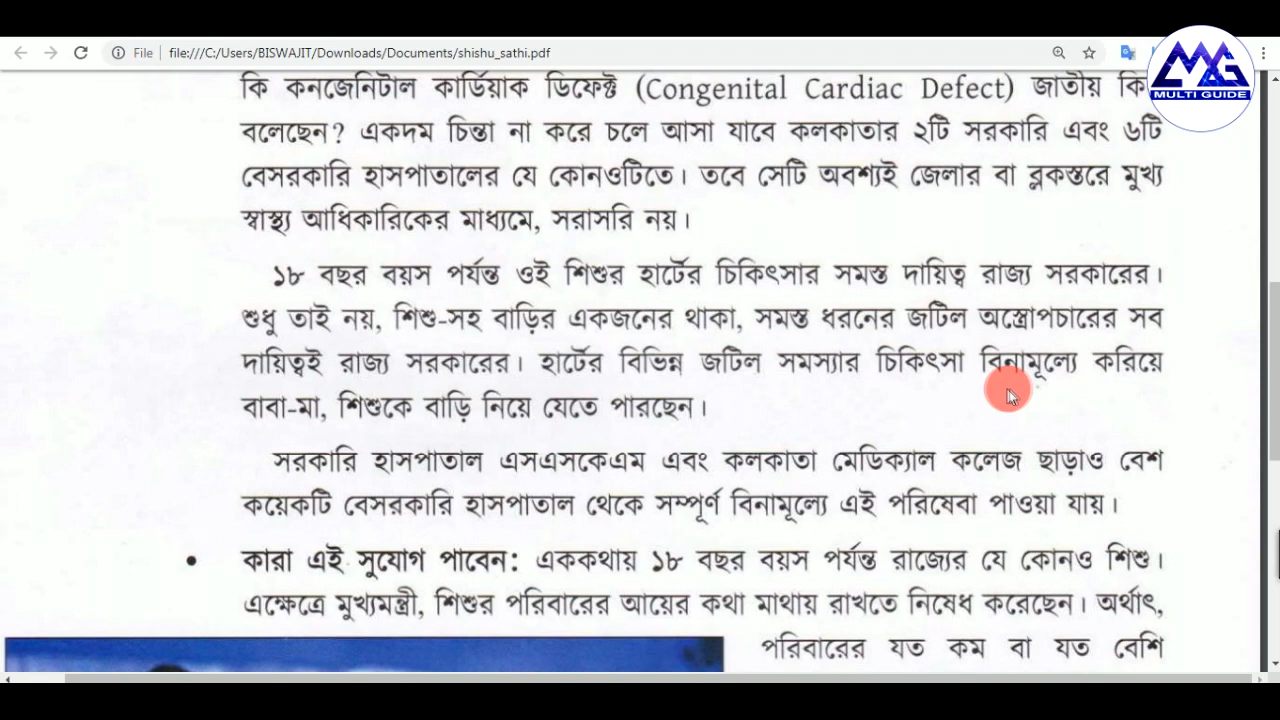 File
file:///C:/Users/BISWAJIT/Downloads/Documents/shishu_sathi.pdf
MULTI GUIDE
কি কনজেনিটাল কার্ডিয়াক ডিফেক্ট (Congenital Cardiac Defect) জাতীয় কি
বলেছেন? একদম চিন্তা না করে চলে আসা যাবে কলকাতার ২টি সরকারি এবং ৬টি
বেসরকারি হাসপাতালের যে কোনওটিতে। তবে সেটি অবশ্যই জেলার বা ব্লকস্তরে মুখ্য
স্বাস্থ্য আধিকারিকের মাধ্যমে, সরাসরি নয়।
১৮ বছর বয়স পর্যন্ত ওই শিশুর হার্টের চিকিৎসার সমস্ত দায়িত্ব রাজ্য সরকারের।
শুধু তাই নয়, শিশু-সহ বাড়ির একজনের থাকা, সমস্ত ধরনের জটিল অস্ত্রোপচারের সব
দায়িত্বই রাজ্য সরকারের। হার্টের বিভিন্ন জটিল সমস্যার চিকিৎসা বিনামূল্যে করিয়ে
বাবা-মা, শিশুকে বাড়ি নিয়ে যেতে পারছেন।
সরকারি হাসপাতাল এসএসকেএম এবং কলকাতা মেডিক্যাল কলেজ ছাড়াও বেশ
কয়েকটি বেসরকারি হাসপাতাল থেকে সম্পূর্ণ বিনামূল্যে এই পরিষেবা পাওয়া যায়।
• কারা এই সুযোগ পাবেন: এককথায় ১৮ বছর বয়স পর্যন্ত রাজ্যের যে কোনও শিশু।
এক্ষেত্রে মুখ্যমন্ত্রী, শিশুর পরিবারের আয়ের কথা মাথায় রাখতে নিষেধ করেছেন। অর্থাৎ,
পরিবারের যত কম বা যত বেশি